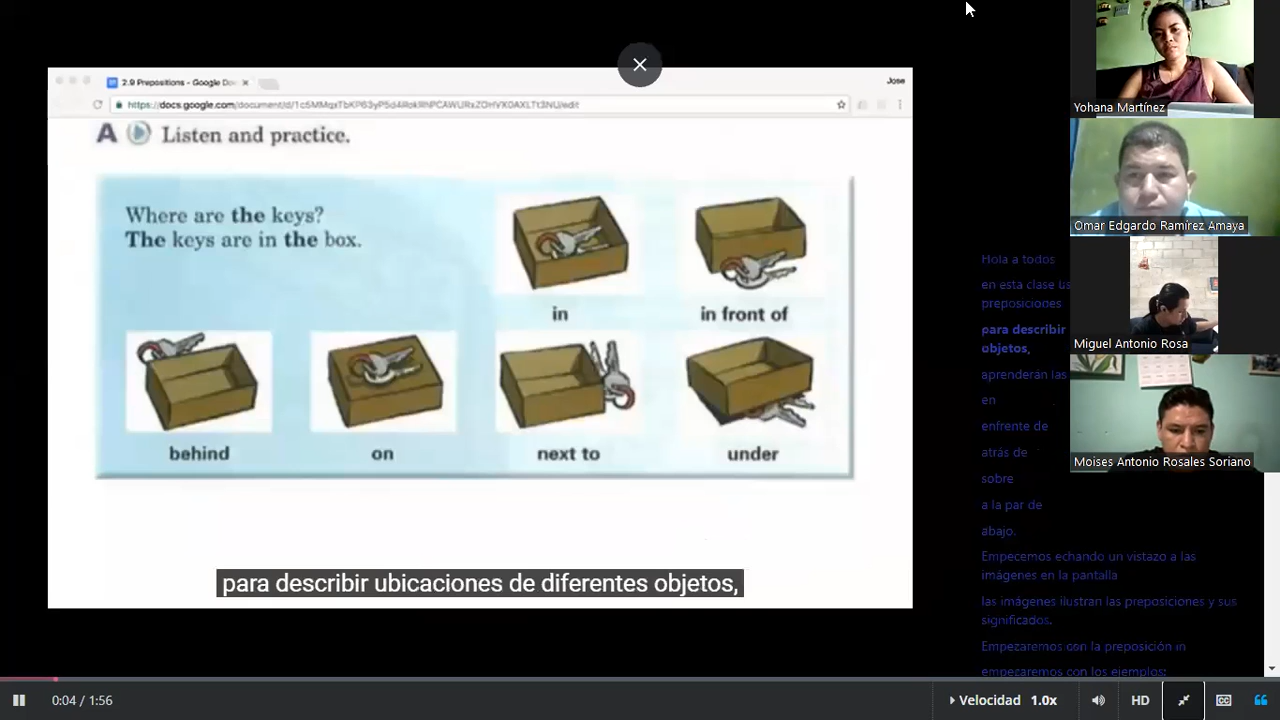 2.9 Prepositions - Google Do
Jose
A Listen and practice.
Where are the keys?
The keys are in the box.
in
in front of
behind
on
next to
under
para describir ubicaciones de diferentes objetos,
Hola a todos
en esta clase
preposiciones
para describir
objetos,
aprenderán las
en
enfrente de
atrás de
sobre
a la par de
abajo.
Empecemos echando un vistazo a las
imágenes en la pantalla
las imágenes ilustran las preposiciones y sus
significados.
Empezaremos con la preposición in
empezaremos con los ejemplos:
Yohana Martínez
Omar Edgardo Ramírez Amaya
Miguel Antonio Rosa
Moises Antonio Rosales Soriano
0:04 / 1:56
Velocidad 1.0x
HD
CC